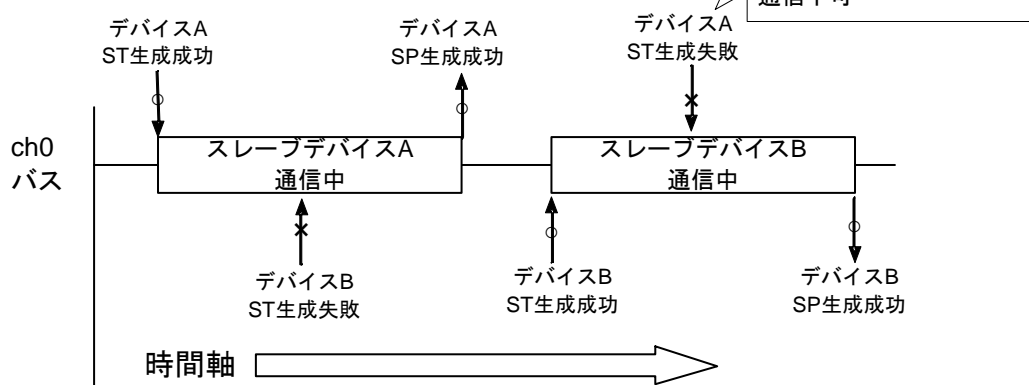 デバイスA
ST生成成功
デバイスA
SP生成成功
デバイスA
ST生成失敗
ch0
バス
スレーブデバイスA
通信中
スレーブデバイスB
通信中
デバイスB
ST生成失敗
デバイスB
ST生成成功
デバイスB
SP生成成功
時間軸